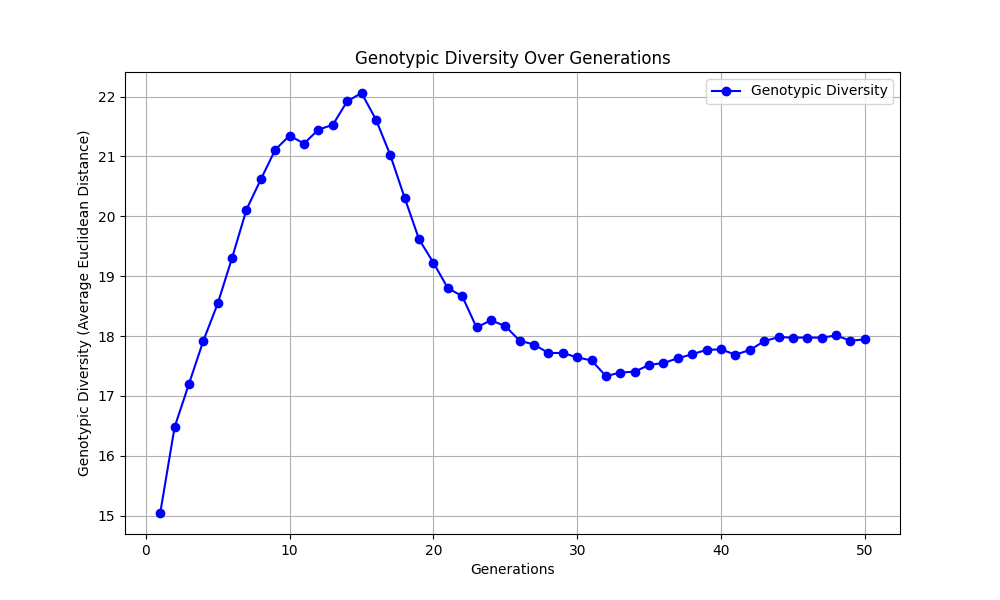 Genotypic Diversity Over Generations
Genotypic Diversity
Genotypic Diversity (Average Euclidean Distance)
22
21
20
19
18
17
16
15
0 10 20 30 40 50
Generations